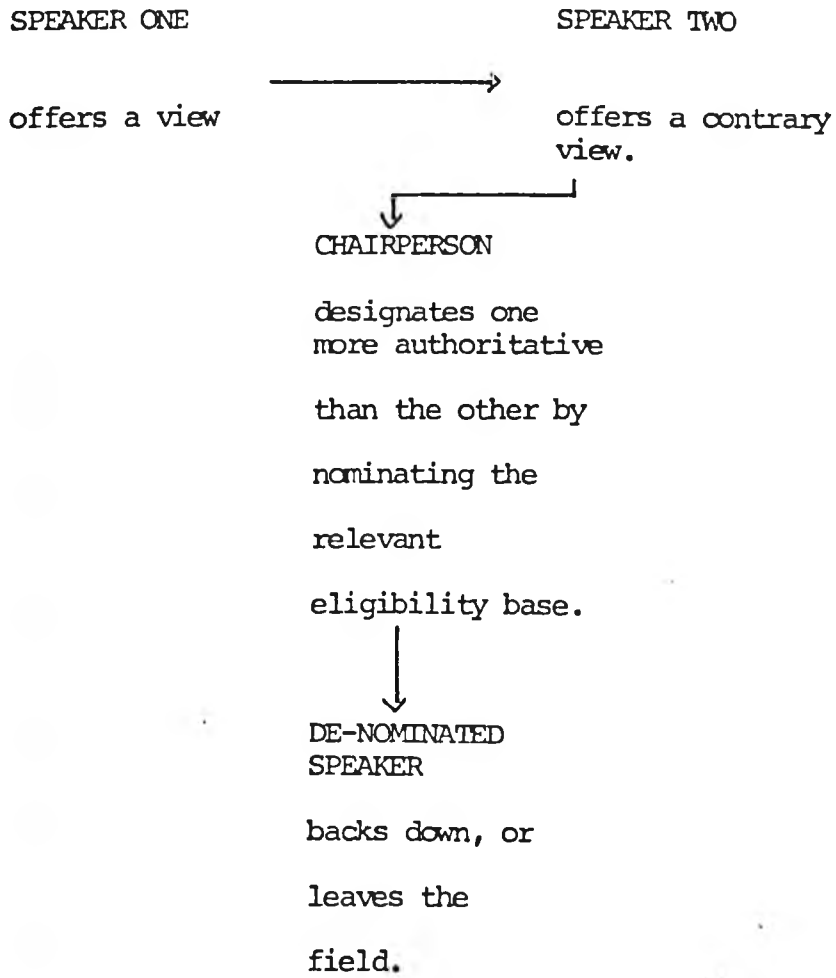 SPEAKER ONE
SPEAKER TWO
offers a view
offers a contrary
view.
CHAIRPERSON
designates one
more authoritative
than the other by
nominating the
relevant
eligibility base.
DE-NOMINATED
SPEAKER
backs down, or
leaves the
field.